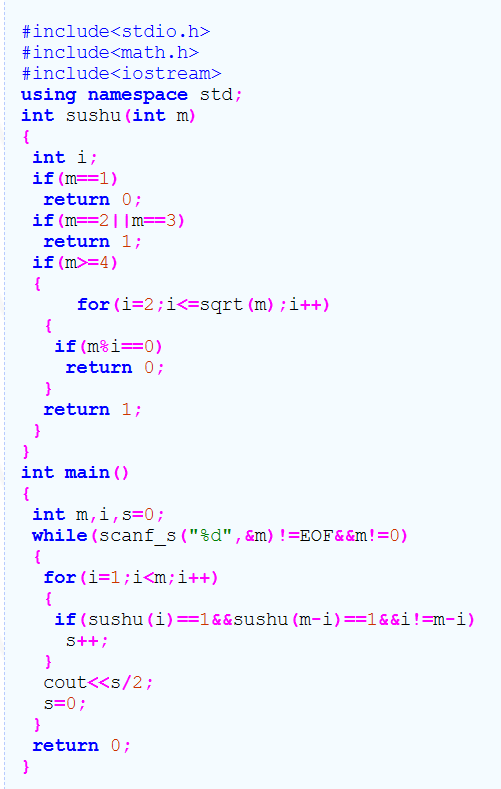 #include<stdio.h>
#include<math.h>
#include<iostream>
using namespace std;
int sushu(int m)
{
int i;
if(m==1)
return 0;
if(m==2||m==3)
return 1;
if(m>=4)
{
for(i=2;i<=sqrt(m);i++)
{
if(m%i==0)
return 0;
}
return 1;
}
}
int main()
{
int m,i,s=0;
while(scanf_s("%d",&m)!=EOF&&m!=0)
{
for(i=1;i<m;i++)
{
if(sushu(i)==1&&sushu(m-i)==1&&i!=m-i)
s++;
}
cout<<s/2;
s=0;
}
return 0;
}